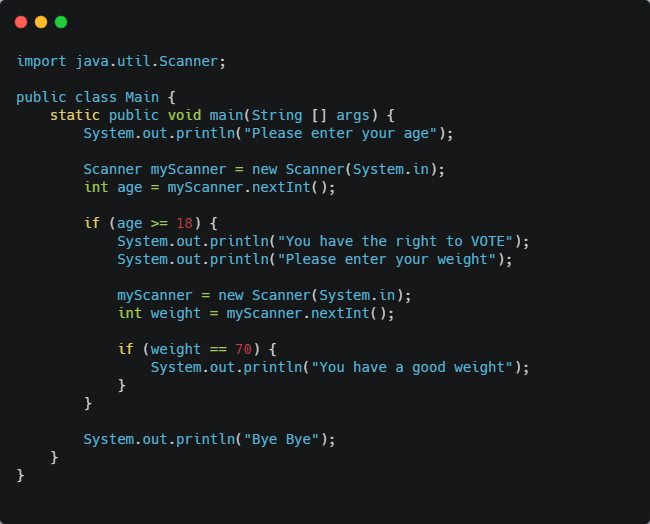 import java.util.Scanner;
public class Main {
static public void main(String [] args) {
System.out.println("Please enter your age");
Scanner myScanner = new Scanner(System.in);
int age = myScanner.nextInt();
if (age >= 18) {
System.out.println("You have the right to VOTE");
System.out.println("Please enter your weight");
myScanner = new Scanner(System.in);
int weight = myScanner.nextInt();
if (weight == 70) {
System.out.println("You have a good weight");
}
}
System.out.println("Bye Bye");
}
}